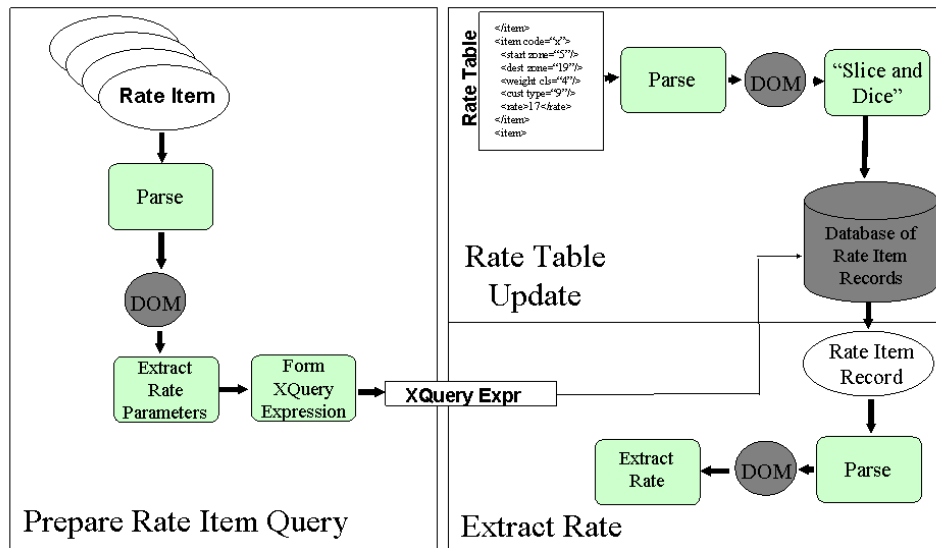 Rate Item
Parse
DOM
Extract
Rate
Parameters
Form
XQuery
Expression
XQuery Expr
Prepare Rate Item Query
Rate Table
</item>
<item code=“x”>
<start zone=“5”/>
<dest zone=“19”/>
<weight cls=“4”/>
<cust type=“9”/>
<rate>17</rate>
</item>
<item>
Parse
DOM
“Slice and
Dice”
Database of
Rate Item
Records
Rate Table
Update
Rate Item
Record
Parse
DOM
Extract
Rate
Extract Rate